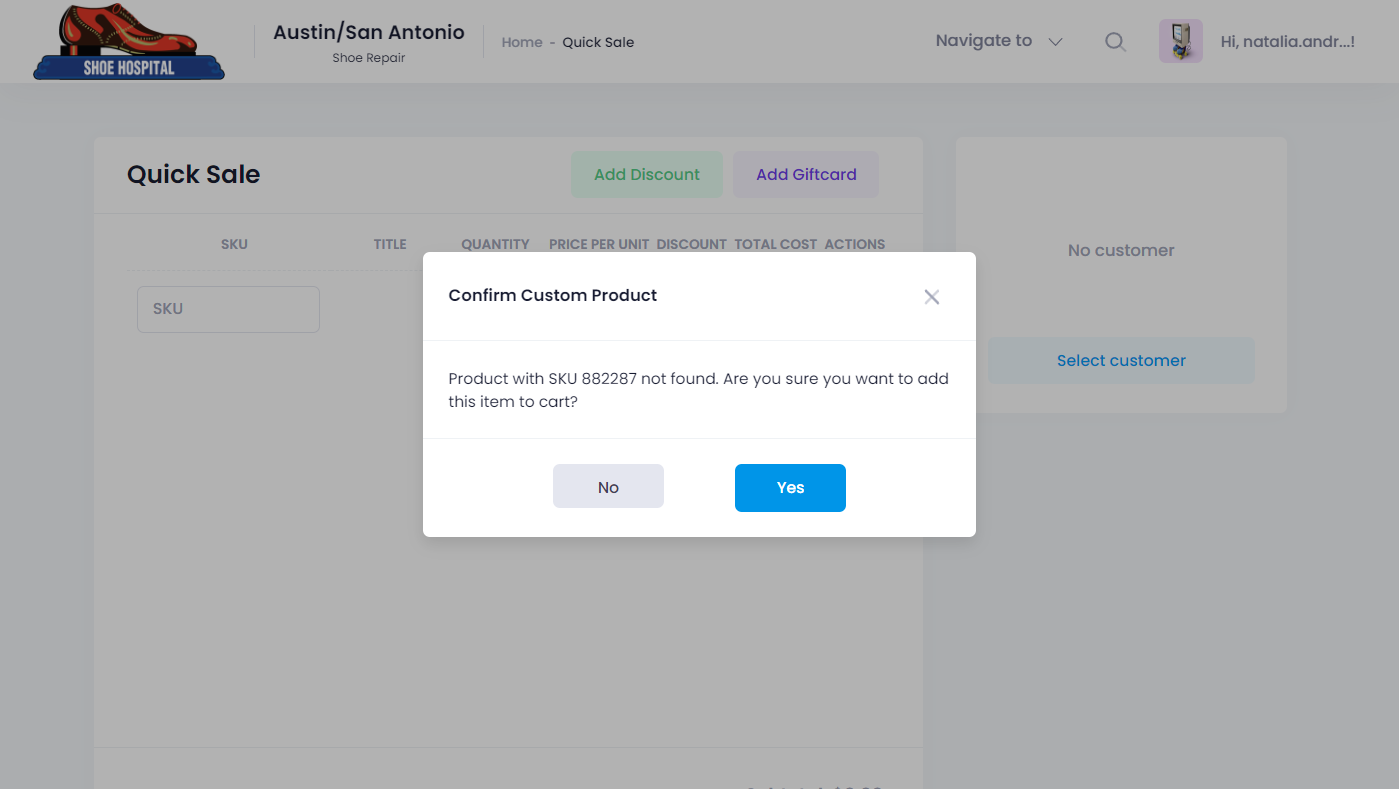 SHOE HOSPITAL
Austin/San Antonio
Shoe Repair
Home - Quick Sale
Navigate to
Hi, natalia.andr...!
Quick Sale
Add Discount
Add Giftcard
SKU TITLE QUANTITY PRICE PER UNIT DISCOUNT TOTAL COST ACTIONS
SKU
No customer
Select customer
Confirm Custom Product
Product with SKU 882287 not found. Are you sure you want to add
this item to cart?
No
Yes